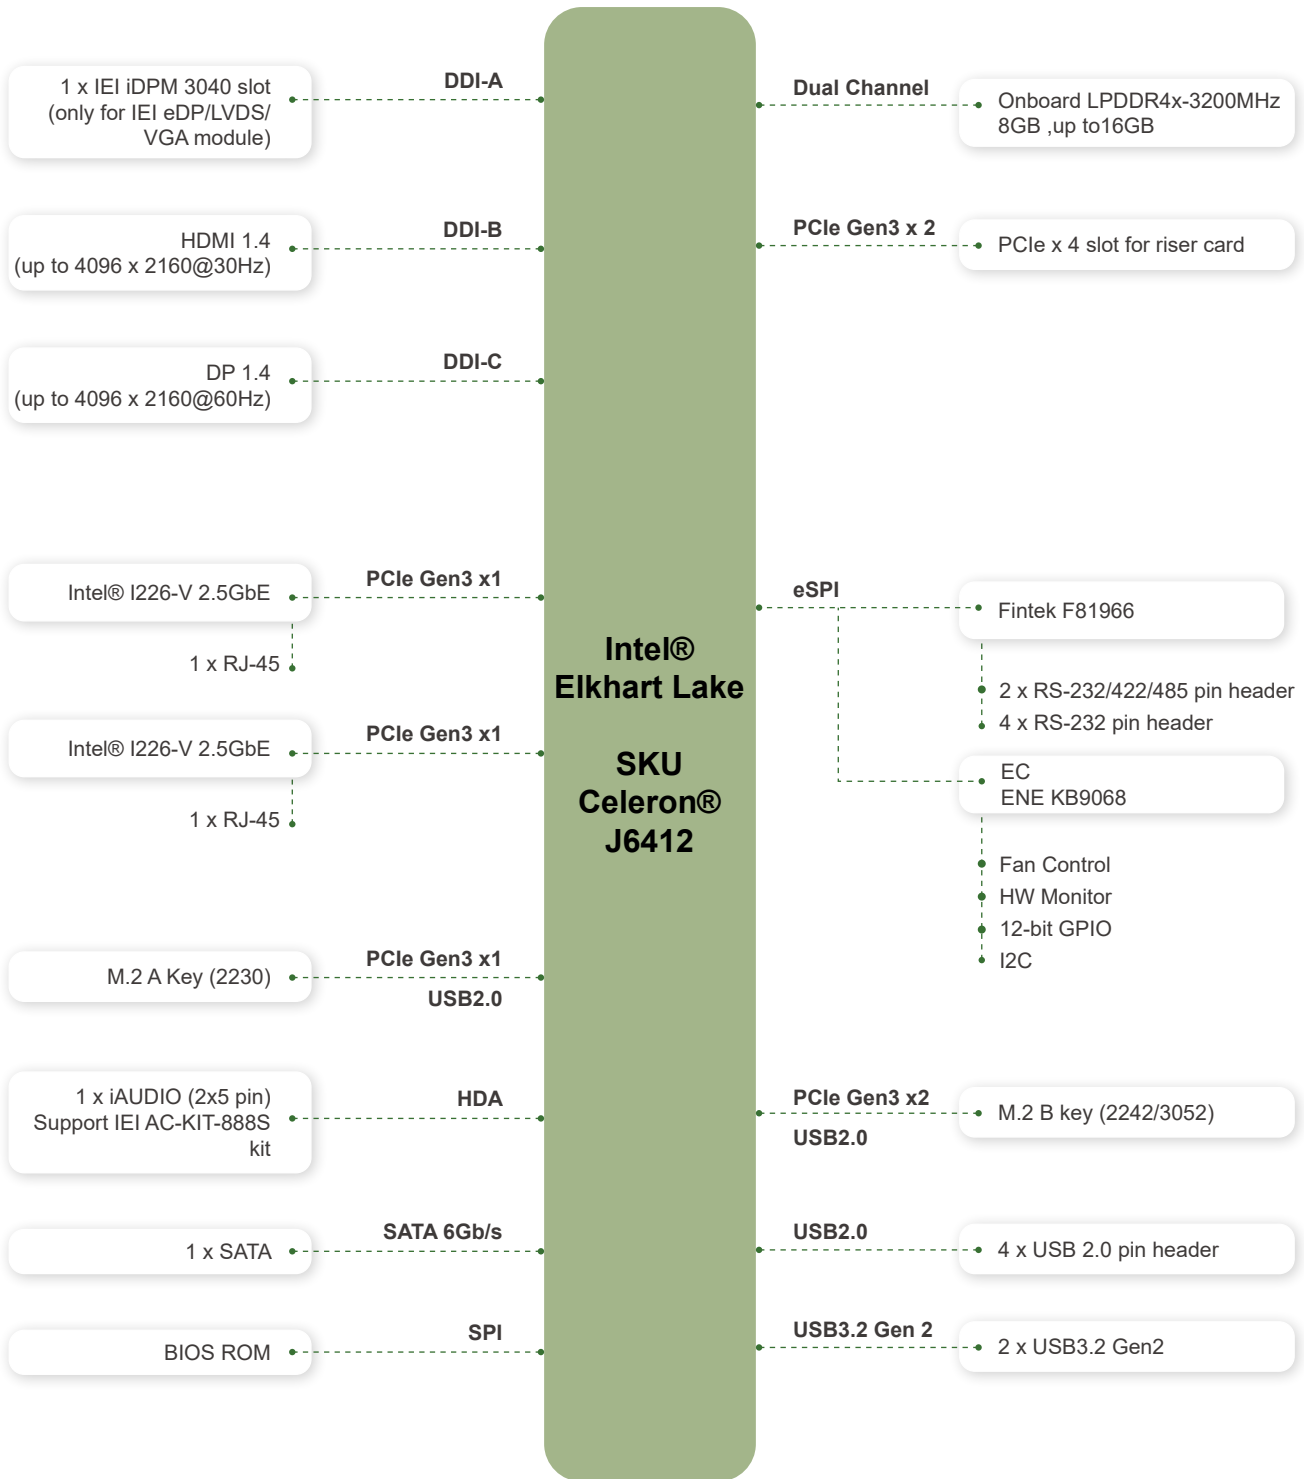 DDI-A
1 x IEI iDPM 3040 slot
(only for IEI eDP/LVDS/
VGA module)
DDI-B
HDMI 1.4
(up to 4096 x 2160@30Hz)
DDI-C
DP 1.4
(up to 4096 x 2160@60Hz)
PCIe Gen3 x1
Intel® I226-V 2.5GbE
1 x RJ-45
PCIe Gen3 x1
Intel® I226-V 2.5GbE
1 x RJ-45
PCIe Gen3 x1
M.2 A Key (2230)
USB2.0
HDA
1 x iAUDIO (2x5 pin)
Support IEI AC-KIT-888S
kit
SATA 6Gb/s
1 x SATA
SPI
BIOS ROM
Intel®
Elkhart Lake
SKU
Celeron®
J6412
Dual Channel
Onboard LPDDR4x-3200MHz
8GB ,up to16GB
PCIe Gen3 x 2
PCIe x 4 slot for riser card
eSPI
Fintek F81966
2 x RS-232/422/485 pin header
4 x RS-232 pin header
EC
ENE KB9068
Fan Control
HW Monitor
12-bit GPIO
I2C
PCIe Gen3 x2
M.2 B key (2242/3052)
USB2.0
USB2.0
4 x USB 2.0 pin header
USB3.2 Gen 2
2 x USB3.2 Gen2